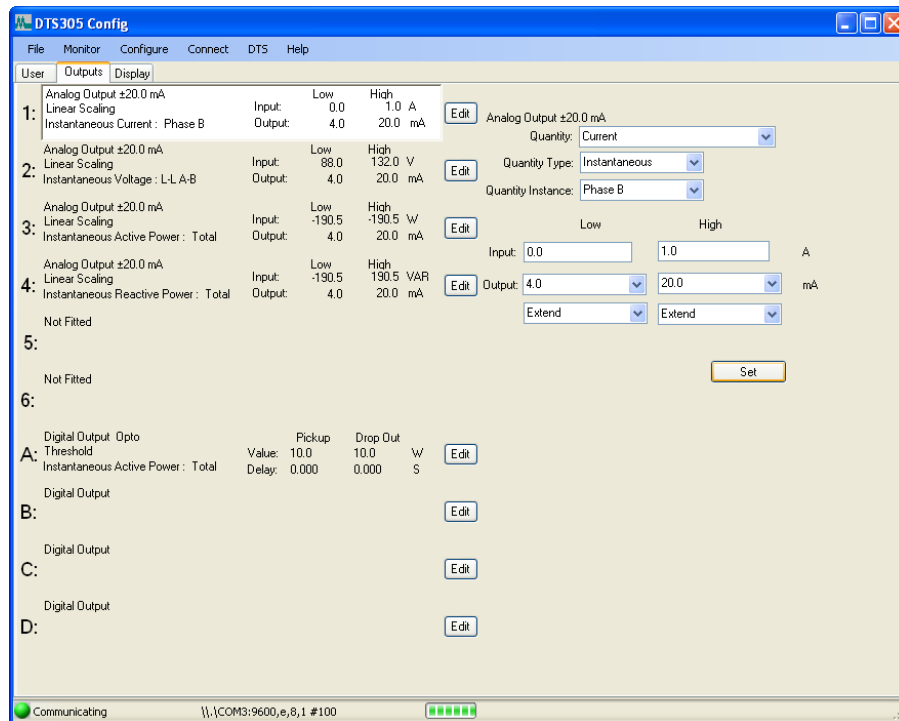 DTS305 Config
File Monitor Configure Connect DTS Help
User Outputs Display
1: Analog Output ±20.0 mA Low High
Linear Scaling Input: 0.0 1.0 A
Instantaneous Current : Phase B Output: 4.0 20.0 mA
Edit
2: Analog Output ±20.0 mA Low High
Linear Scaling Input: 88.0 132.0 V
Instantaneous Voltage : L-L A-B Output: 4.0 20.0 mA
Edit
3: Analog Output ±20.0 mA Low High
Linear Scaling Input: -190.5 -190.5 W
Instantaneous Active Power : Total Output: 4.0 20.0 mA
Edit
4: Analog Output ±20.0 mA Low High
Linear Scaling Input: -190.5 190.5 VAR
Instantaneous Reactive Power : Total Output: 4.0 20.0 mA
Edit
5: Not Fitted
6: Not Fitted
A: Digital Output Opto Pickup Drop Out
Threshold Value: 10.0 10.0 W
Instantaneous Active Power : Total Delay: 0.000 0.000 S
Edit
B: Digital Output
Edit
C: Digital Output
Edit
D: Digital Output
Edit
Analog Output ±20.0 mA
Quantity: Current
Quantity Type: Instantaneous
Quantity Instance: Phase B
Low High
Input: 0.0 1.0 A
Output: 4.0 20.0 mA
Extend Extend
Set
Communicating \\.\COM3:9600,e,8,1 #100